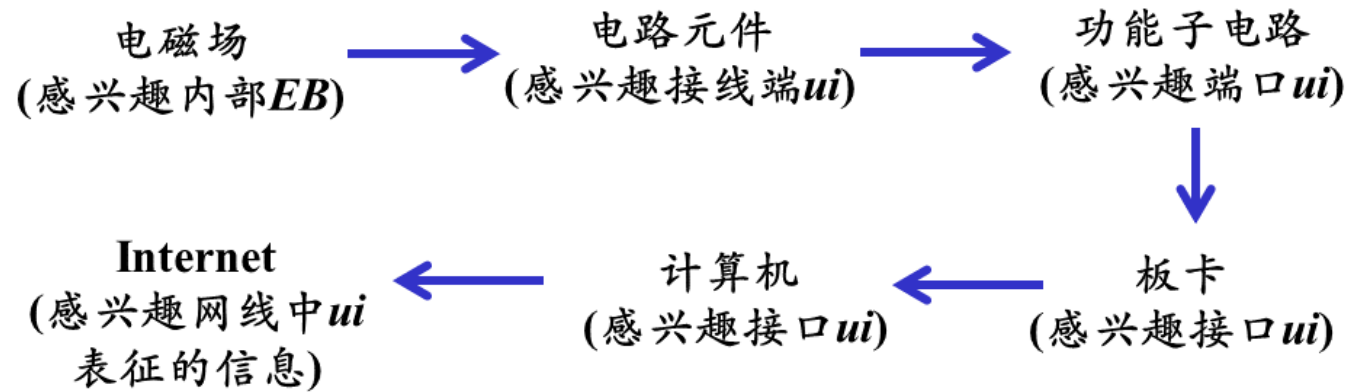 电磁场
(感兴趣内部EB)
电路元件
(感兴趣接线端ui)
功能子电路
(感兴趣端口ui)
板卡
(感兴趣接口ui)
计算机
(感兴趣接口ui)
Internet
(感兴趣网线中ui
表征的信息)